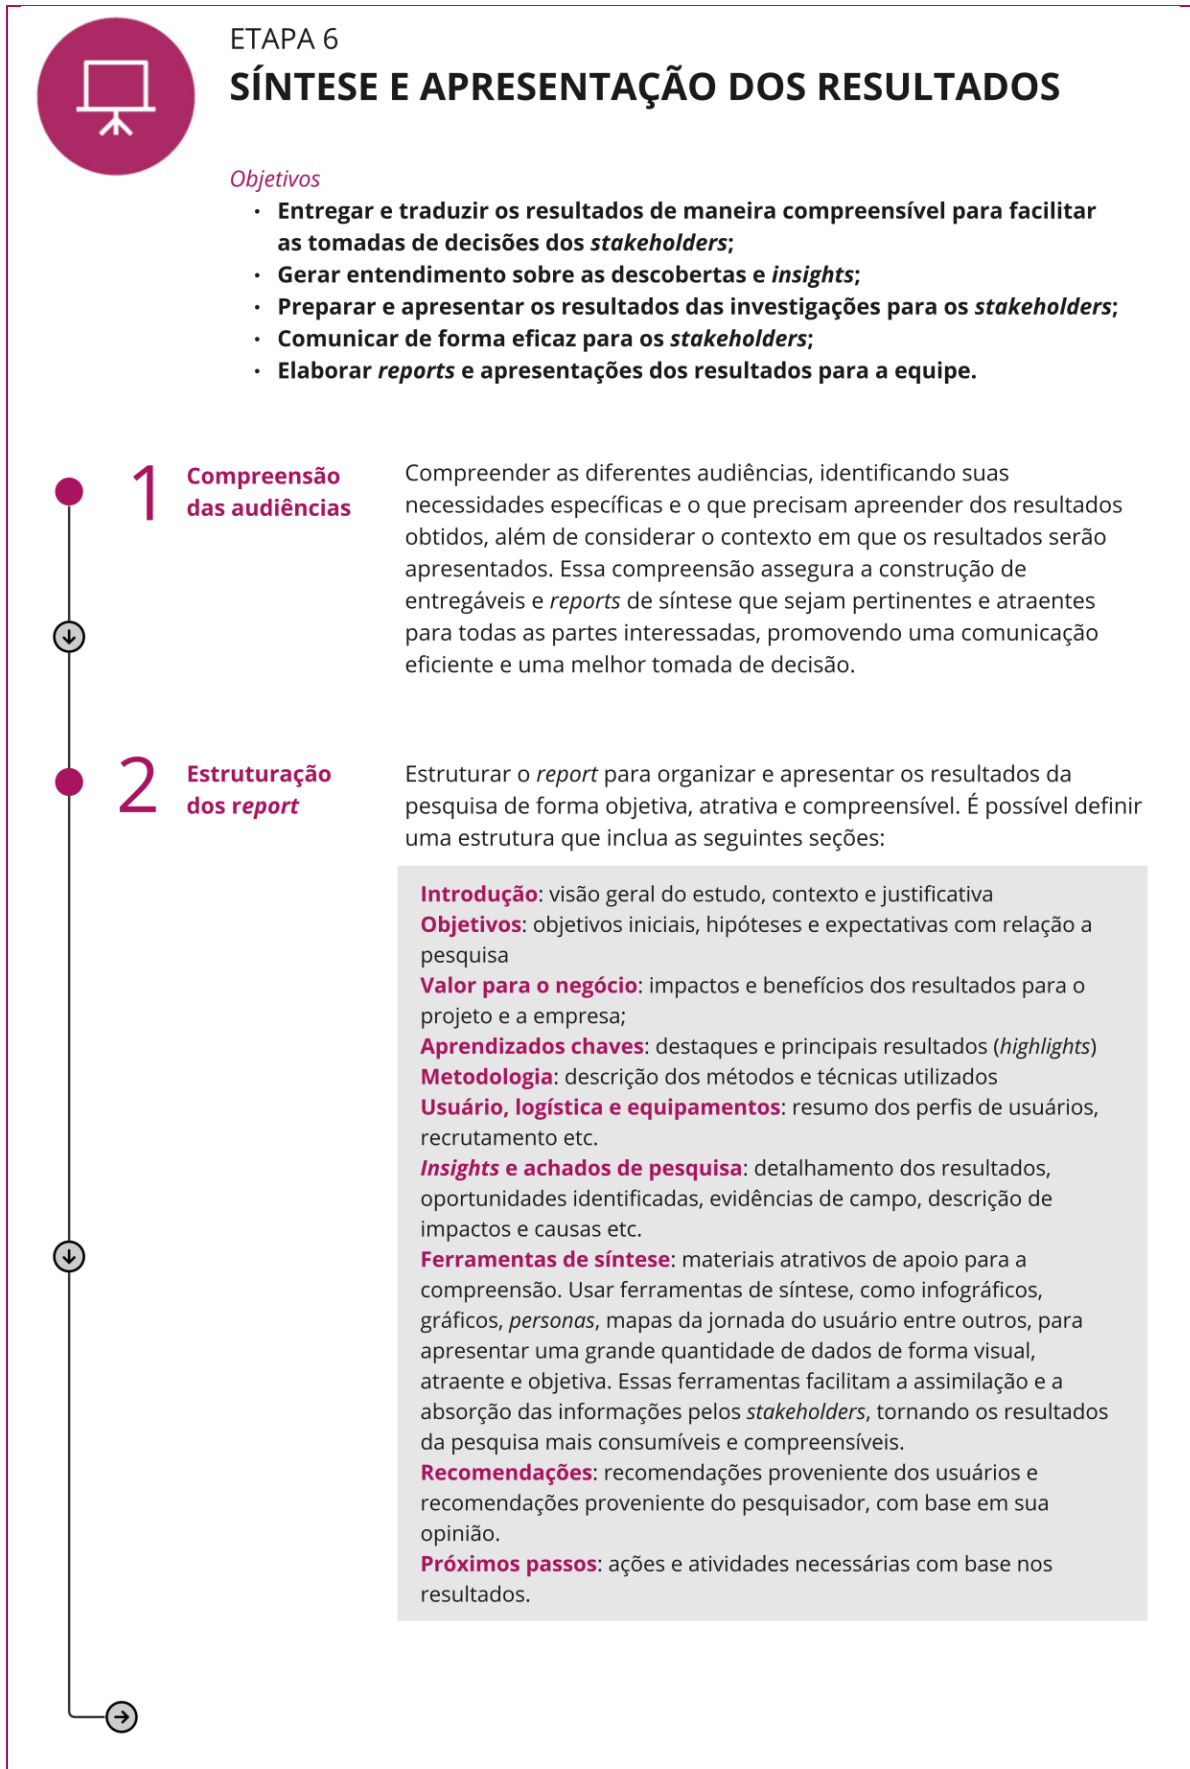 ETAPA 6
SÍNTESE E APRESENTAÇÃO DOS RESULTADOS
Objetivos
· Entregar e traduzir os resultados de maneira compreensível para facilitar
as tomadas de decisões dos stakeholders;
· Gerar entendimento sobre as descobertas e insights;
· Preparar e apresentar os resultados das investigações para os stakeholders;
· Comunicar de forma eficaz para os stakeholders;
· Elaborar reports e apresentações dos resultados para a equipe.
1
Compreensão
das audiências
Compreender as diferentes audiências, identificando suas
necessidades específicas e o que precisam apreender dos resultados
obtidos, além de considerar o contexto em que os resultados serão
apresentados. Essa compreensão assegura a construção de
entregáveis e reports de síntese que sejam pertinentes e atraentes
para todas as partes interessadas, promovendo uma comunicação
eficiente e uma melhor tomada de decisão.
2
Estruturação
dos report
Estruturar o report para organizar e apresentar os resultados da
pesquisa de forma objetiva, atrativa e compreensível. É possível definir
uma estrutura que inclua as seguintes seções:
Introdução: visão geral do estudo, contexto e justificativa
Objetivos: objetivos iniciais, hipóteses e expectativas com relação a
pesquisa
Valor para o negócio: impactos e benefícios dos resultados para o
projeto e a empresa;
Aprendizados chaves: destaques e principais resultados (highlights)
Metodologia: descrição dos métodos e técnicas utilizados
Usuário, logística e equipamentos: resumo dos perfis de usuários,
recrutamento etc.
Insights e achados de pesquisa: detalhamento dos resultados,
oportunidades identificadas, evidências de campo, descrição de
impactos e causas etc.
Ferramentas de síntese: materiais atrativos de apoio para a
compreensão. Usar ferramentas de síntese, como infográficos,
gráficos, personas, mapas da jornada do usuário entre outros, para
apresentar uma grande quantidade de dados de forma visual,
atraente e objetiva. Essas ferramentas facilitam a assimilação e a
absorção das informações pelos stakeholders, tornando os resultados
da pesquisa mais consumíveis e compreensíveis.
Recomendações: recomendações proveniente dos usuários e
recomendações proveniente do pesquisador, com base em sua
opinião.
Próximos passos: ações e atividades necessárias com base nos
resultados.